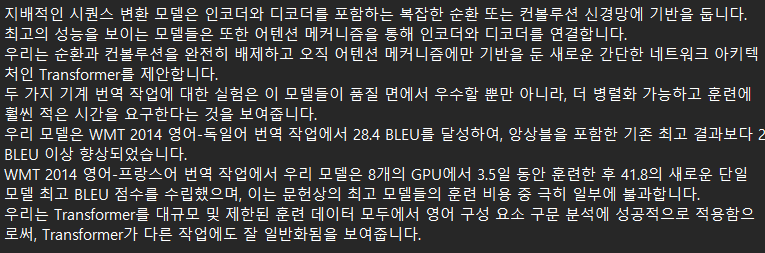 지배적인 시퀀스 변환 모델은 인코더와 디코더를 포함하는 복잡한 순환 또는 컨볼루션 신경망에 기반을 둡니다.
최고의 성능을 보이는 모델들은 또한 어텐션 메커니즘을 통해 인코더와 디코더를 연결합니다.
우리는 순환과 컨볼루션을 완전히 배제하고 오직 어텐션 메커니즘에만 기반을 둔 새로운 간단한 네트워크 아키텍
처인 Transformer를 제안합니다.
두 가지 기계 번역 작업에 대한 실험은 이 모델들이 품질 면에서 우수할 뿐만 아니라, 더 병렬화 가능하고 훈련에
훨씬 적은 시간을 요구한다는 것을 보여줍니다.
우리 모델은 WMT 2014 영어-독일어 번역 작업에서 28.4 BLEU를 달성하여, 앙상블을 포함한 기존 최고 결과보다 2
BLEU 이상 향상되었습니다.
WMT 2014 영어-프랑스어 번역 작업에서 우리 모델은 8개의 GPU에서 3.5일 동안 훈련한 후 41.8의 새로운 단일
모델 최고 BLEU 점수를 수립했으며, 이는 문헌상의 최고 모델들의 훈련 비용 중 극히 일부에 불과합니다.
우리는 Transformer를 대규모 및 제한된 훈련 데이터 모두에서 영어 구성 요소 구문 분석에 성공적으로 적용함으
로써, Transformer가 다른 작업에도 잘 일반화됨을 보여줍니다.